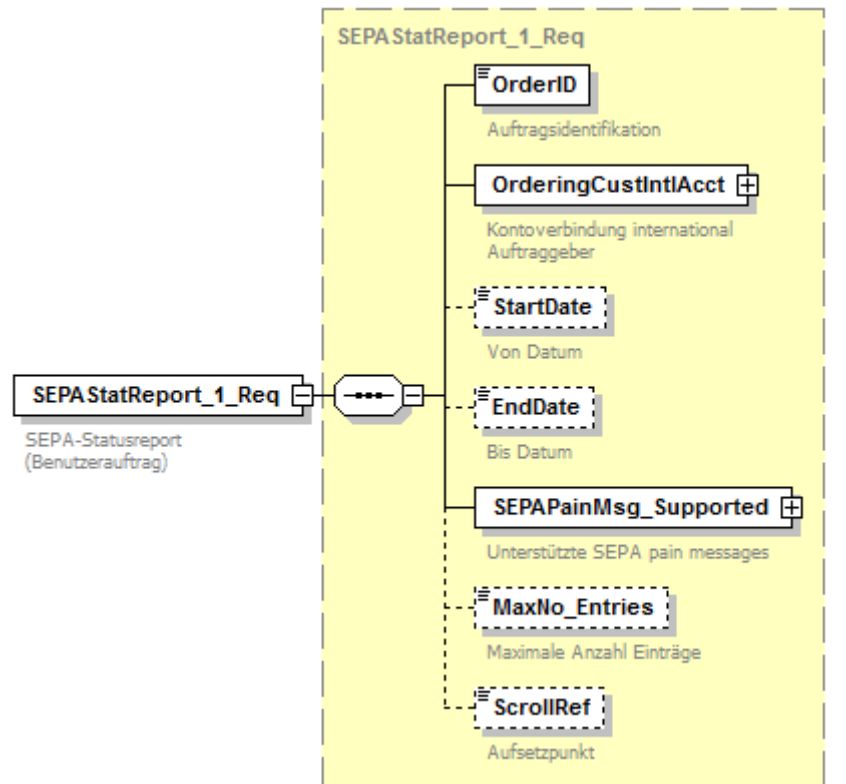 SEPAStatReport_1_Req
OrderID
Auftragsidentifikation
OrderingCustIntlAcct
Kontoverbindung international
Auftraggeber
StartDate
Von Datum
SEPAStatReport_1_Req
SEPA-Statusreport
(Benutzerauftrag)
EndDate
Bis Datum
SEPAPainMsg_Supported
Unterstützte SEPA pain messages
MaxNo_Entries
Maximale Anzahl Einträge
ScrollRef
Aufsetzpunkt